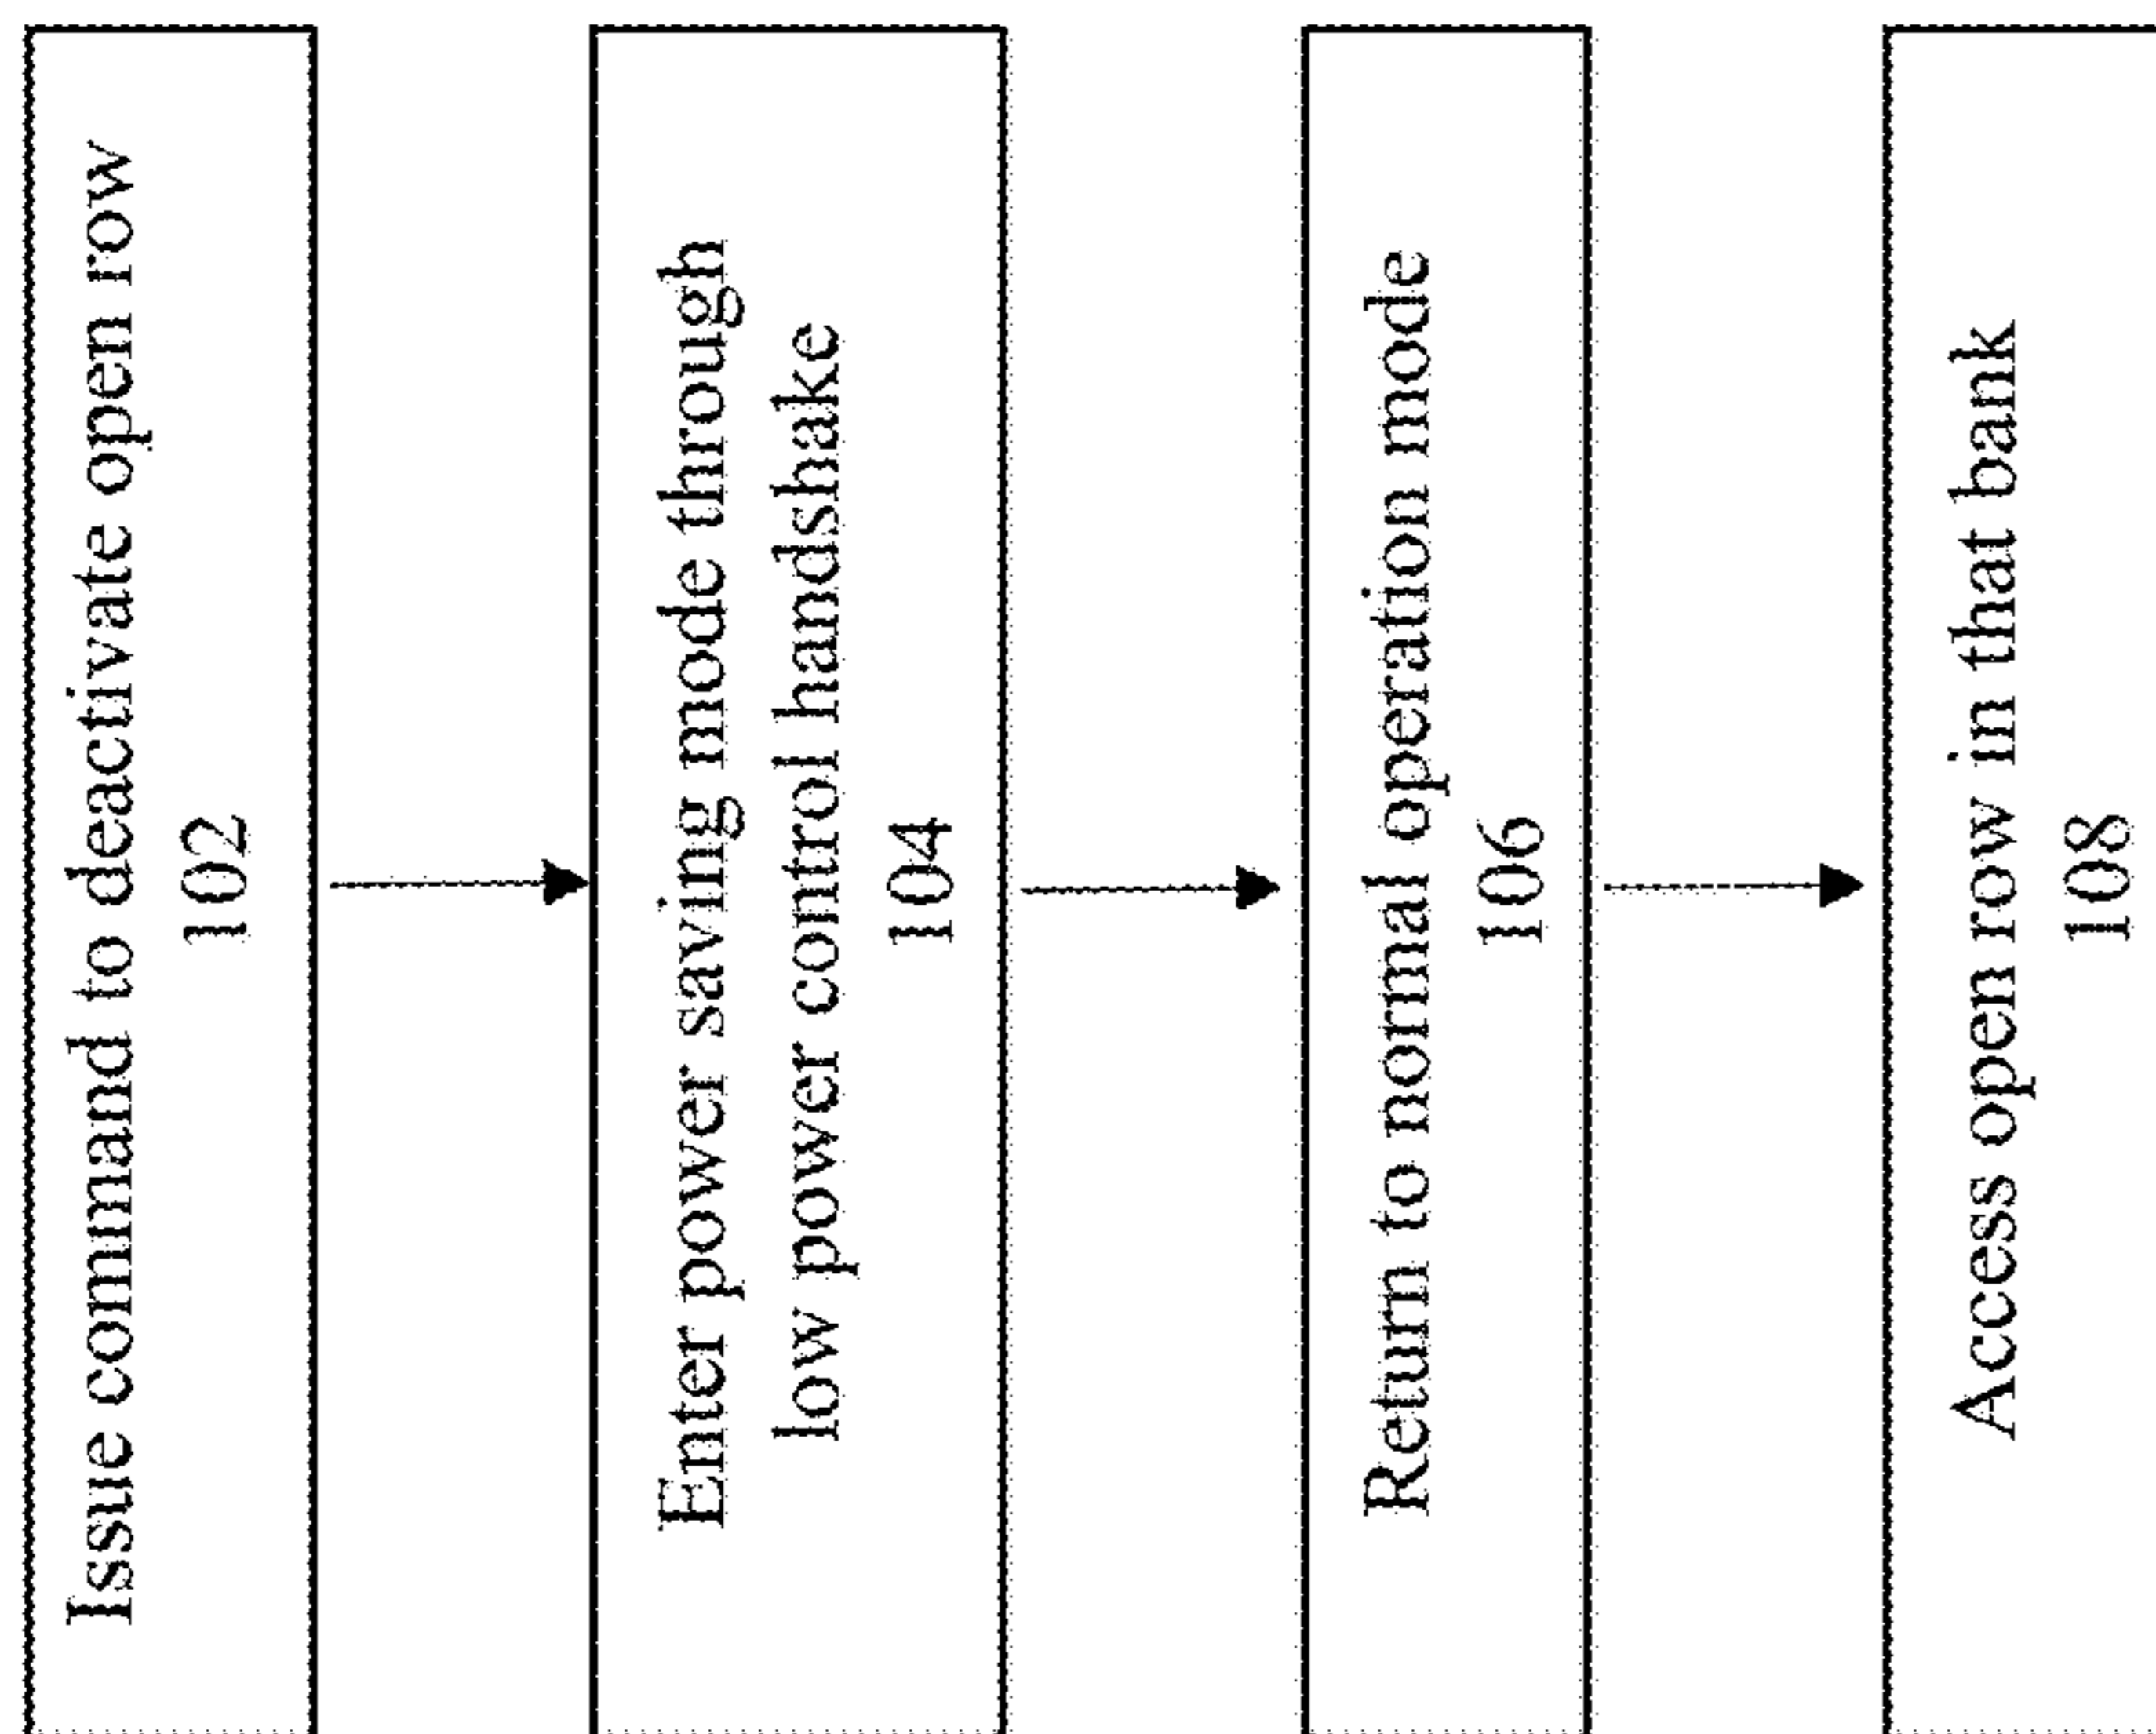 Issue command to deactivate open row
102
Enter power saving mode through
low power control handshake
104
Return to normal operation mode
106
Access open row in that bank
108